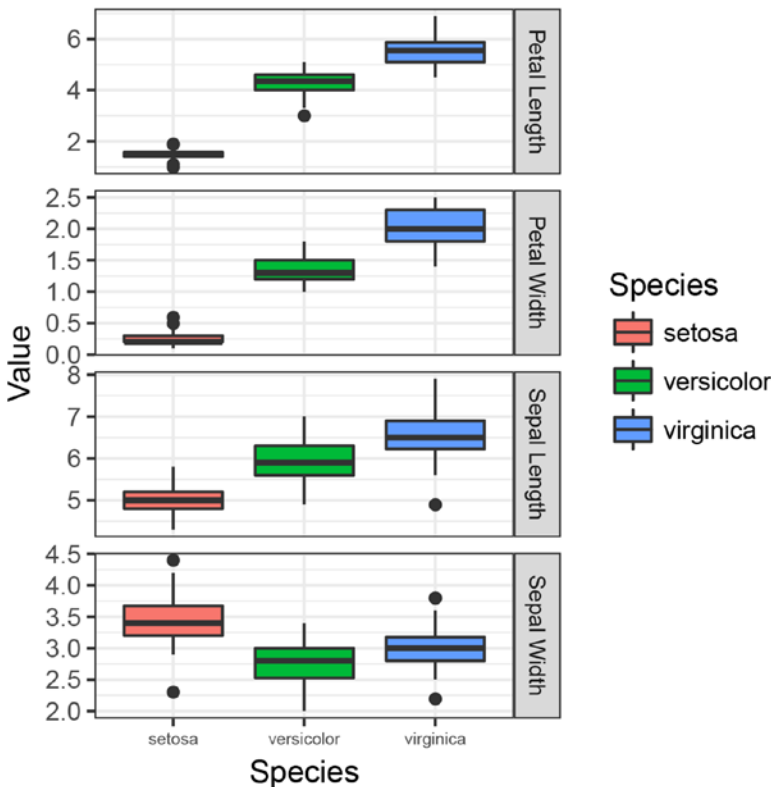 Value
6
4
2
Petal Length
2.5
2.0
1.5
1.0
0.5
0.0
Petal Width
8
7
6
5
Sepal Length
4.5
4.0
3.5
3.0
2.5
2.0
Sepal Width
setosa
versicolor
virginica
Species
Species
setosa
versicolor
virginica